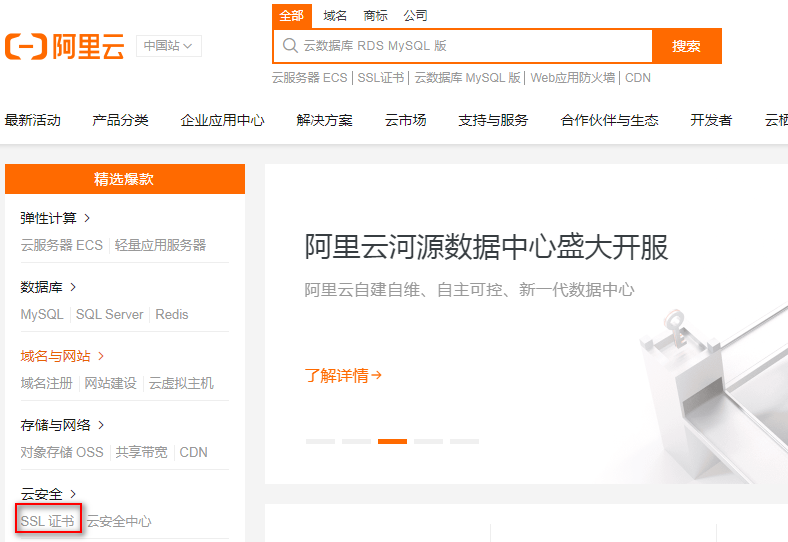 全部 域名 商标 公司
阿里云 中国站
云数据库 RDS MySQL 版 搜索
云服务器 ECS SSL证书 云数据库 MySQL 版 Web应用防火墙 CDN
最新活动 产品分类 企业应用中心 解决方案 云市场 支持与服务 合作伙伴与生态 开发者 云栖
精选爆款
弹性计算
云服务器 ECS 轻量应用服务器
数据库
MySQL SQL Server Redis
域名与网站
域名注册 网站建设 云虚拟主机
存储与网络
对象存储 OSS 共享带宽 CDN
云安全
SSL 证书 云安全中心
阿里云河源数据中心盛大开服
阿里云自建自维、自主可控、新一代数据中心
了解详情→